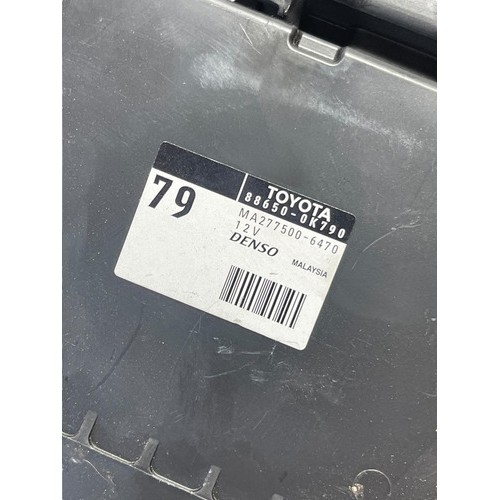 79
TOYOTA
88650-0K790
MA277500-6470
12V
DENSO
MALAYSIA